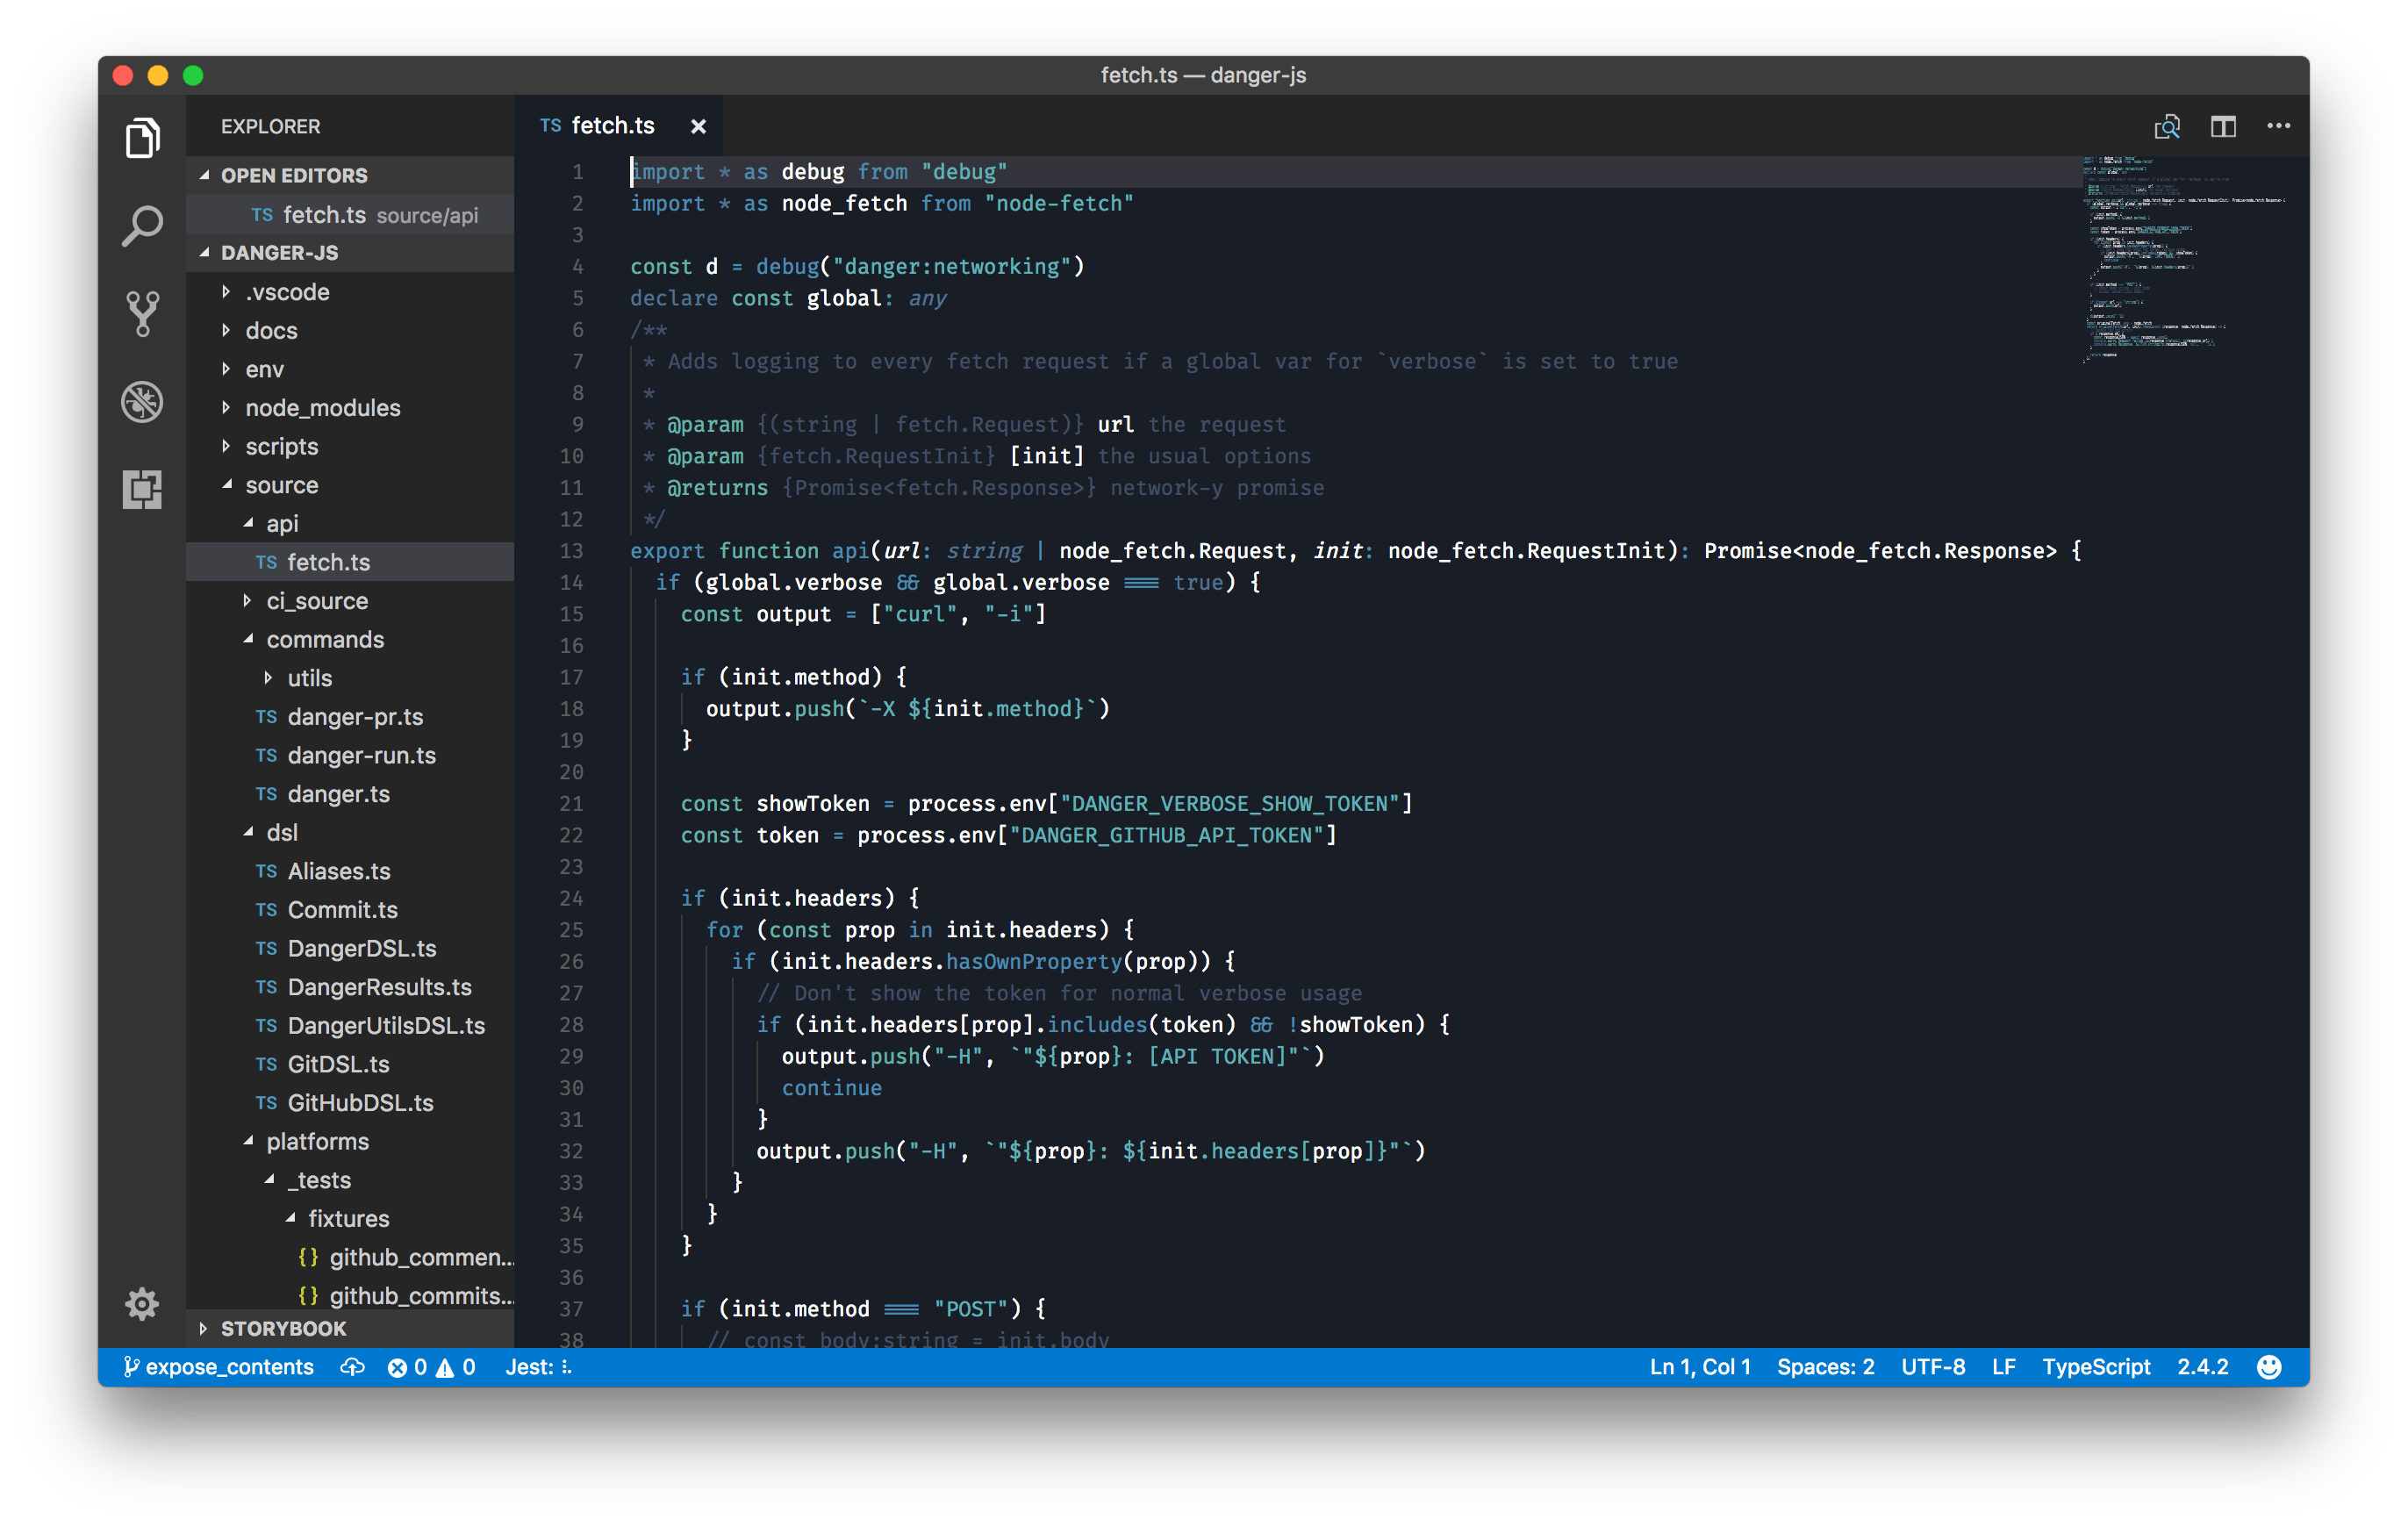 fetch.ts — danger-js
EXPLORER
OPEN EDITORS
TS fetch.ts source/api
DANGER-JS
.vscode
docs
env
node_modules
scripts
source
api
TS fetch.ts
ci_source
commands
utils
TS danger-pr.ts
TS danger-run.ts
TS danger.ts
dsl
TS Aliases.ts
TS Commit.ts
TS DangerDSL.ts
TS DangerResults.ts
TS DangerUtilsDSL.ts
TS GitDSL.ts
TS GitHubDSL.ts
platforms
_tests
fixtures
{} github_commen...
{} github_commits...
STORYBOOK
TS fetch.ts
1 import * as debug from "debug"
2 import * as node_fetch from "node-fetch"
3
4 const d = debug("danger:networking")
5 declare const global: any
6 /**
7 * Adds logging to every fetch request if a global var for `verbose` is set to true
8 *
9 * @param {(string | fetch.Request)} url the request
10 * @param {fetch.RequestInit} [init] the usual options
11 * @returns {Promise<fetch.Response>} network-y promise
12 */
13 export function api(url: string | node_fetch.Request, init: node_fetch.RequestInit): Promise<node_fetch.Response> {
14 if (global.verbose && global.verbose === true) {
15 const output = ["curl", "-i"]
16
17 if (init.method) {
18 output.push(`-X ${init.method}`)
19 }
20
21 const showToken = process.env["DANGER_VERBOSE_SHOW_TOKEN"]
22 const token = process.env["DANGER_GITHUB_API_TOKEN"]
23
24 if (init.headers) {
25 for (const prop in init.headers) {
26 if (init.headers.hasOwnProperty(prop)) {
27 // Don't show the token for normal verbose usage
28 if (init.headers[prop].includes(token) && !showToken) {
29 output.push("-H", `"${prop}: [API TOKEN]"`)
30 continue
31 }
32 output.push("-H", `"${prop}: ${init.headers[prop]}"`)
33 }
34 }
35 }
36
37 if (init.method === "POST") {
38 // const body:string = init.body
expose_contents 0 0 Jest:
Ln 1, Col 1 Spaces: 2 UTF-8 LF TypeScript 2.4.2